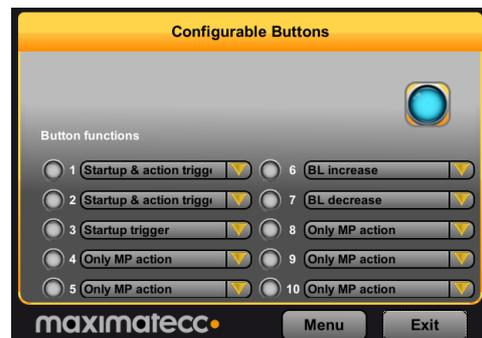 Configurable Buttons
Button functions
1 Startup & action trigge
2 Startup & action trigge
3 Startup trigger
4 Only MP action
5 Only MP action
6 BL increase
7 BL decrease
8 Only MP action
9 Only MP action
10 Only MP action
maximatecc
Menu
Exit